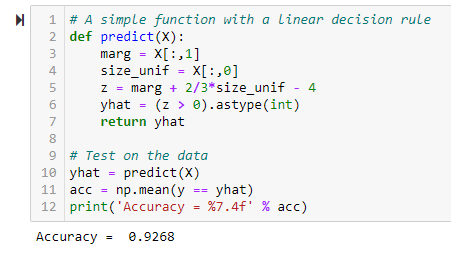 1 # A simple function with a linear decision rule
2 def predict(X):
3     marg = X[:,1]
4     size_unif = X[:,0]
5     z = marg + 2/3*size_unif - 4
6     yhat = (z > 0).astype(int)
7     return yhat
8
9 # Test on the data
10 yhat = predict(X)
11 acc = np.mean(y == yhat)
12 print('Accuracy = %7.4f' % acc)
Accuracy =  0.9268